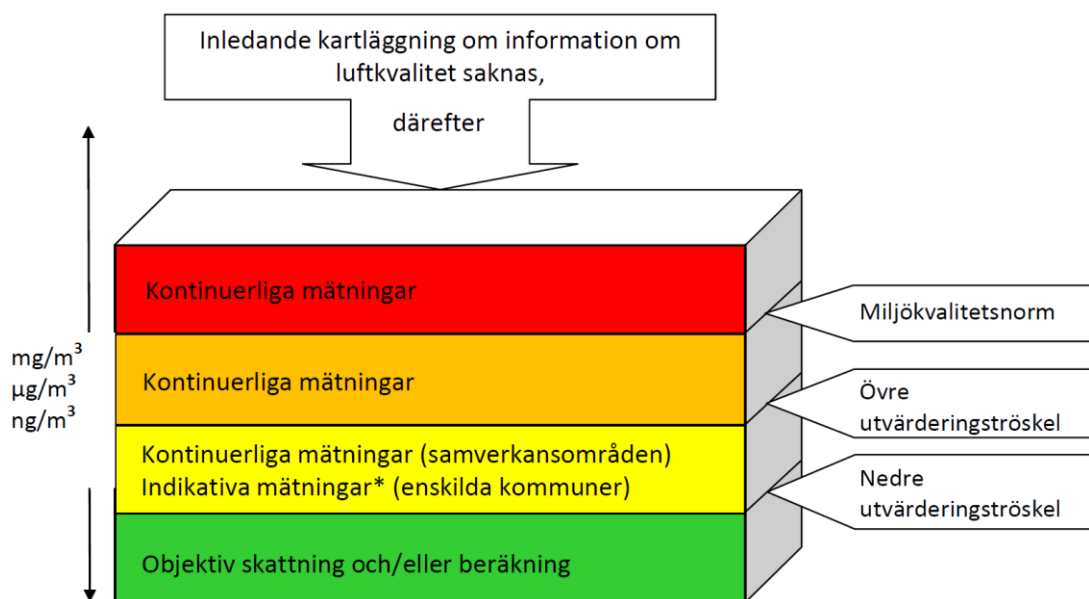 Inledande kartläggning om information om
luftkvalitet saknas,
därefter
Kontinuerliga mätningar
Miljökvalitetsnorm
mg/m³
µg/m³
ng/m³
Kontinuerliga mätningar
Övre
utvärderingströskel
Kontinuerliga mätningar (samverkansområden)
Indikativa mätningar* (enskilda kommuner)
Nedre
utvärderingströskel
Objektiv skattning och/eller beräkning